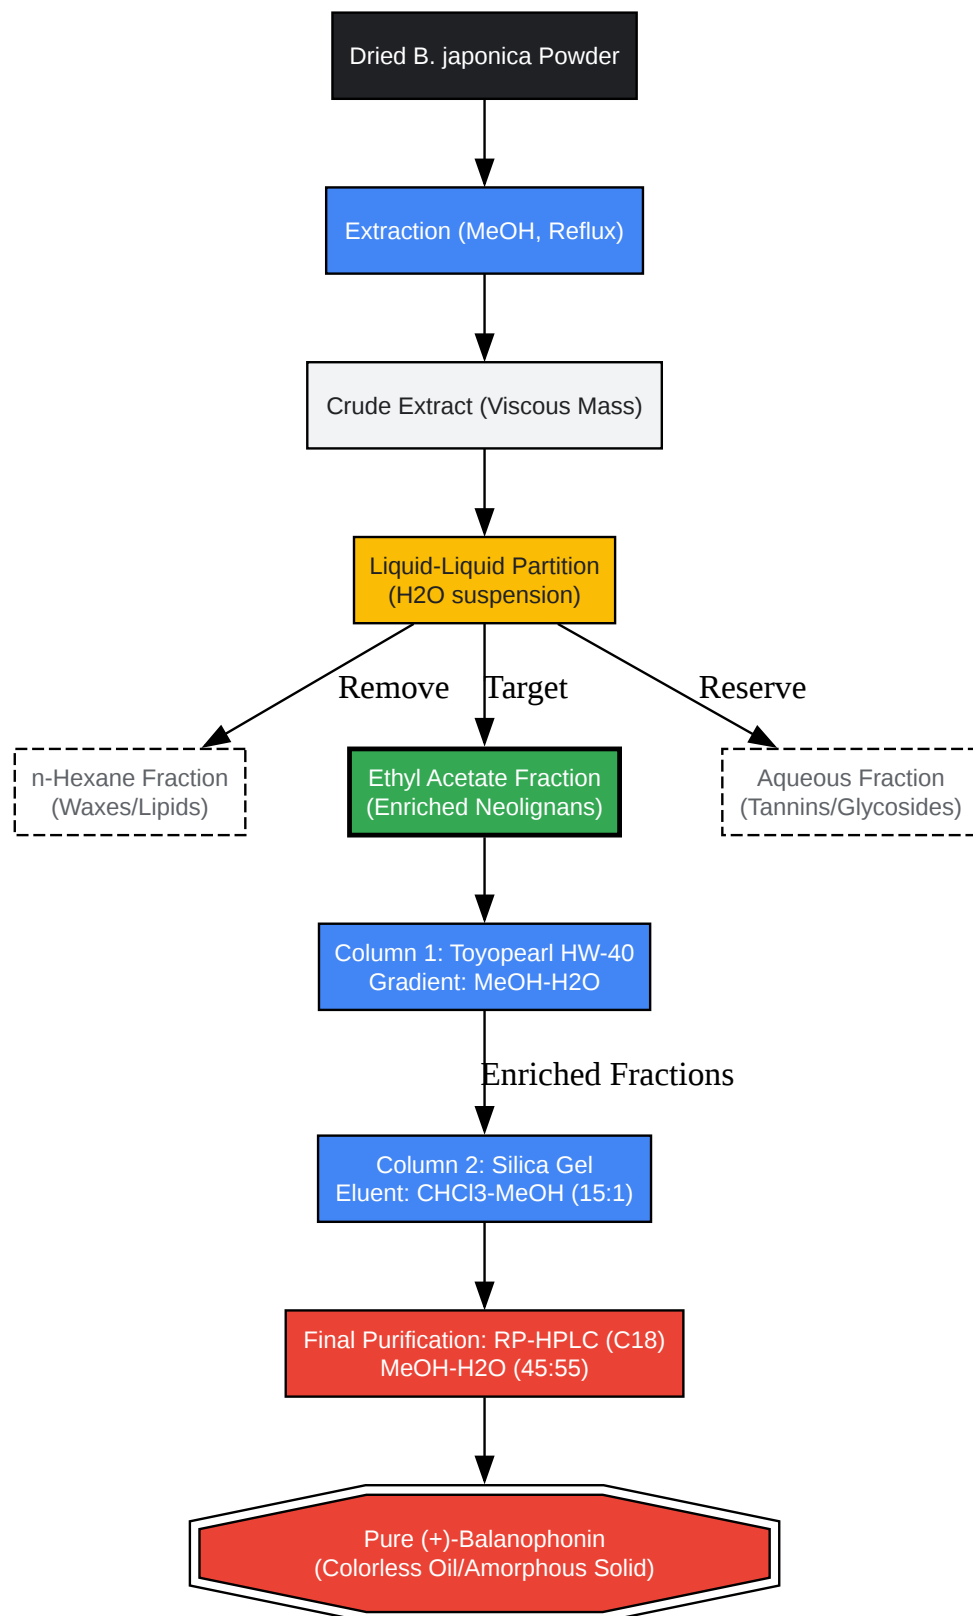 Dried B. japonica Powder
Extraction (MeOH, Reflux)
Crude Extract (Viscous Mass)
Liquid-Liquid Partition
(H2O suspension)
Remove
Target
Reserve
n-Hexane Fraction
(Waxes/Lipids)
Ethyl Acetate Fraction
(Enriched Neolignans)
Aqueous Fraction
(Tannins/Glycosides)
Column 1: Toyopearl HW-40
Gradient: MeOH-H2O
Enriched Fractions
Column 2: Silica Gel
Eluent: CHCl3-MeOH (15:1)
Final Purification: RP-HPLC (C18)
MeOH-H2O (45:55)
Pure (+)-Balanophonin
(Colorless Oil/Amorphous Solid)